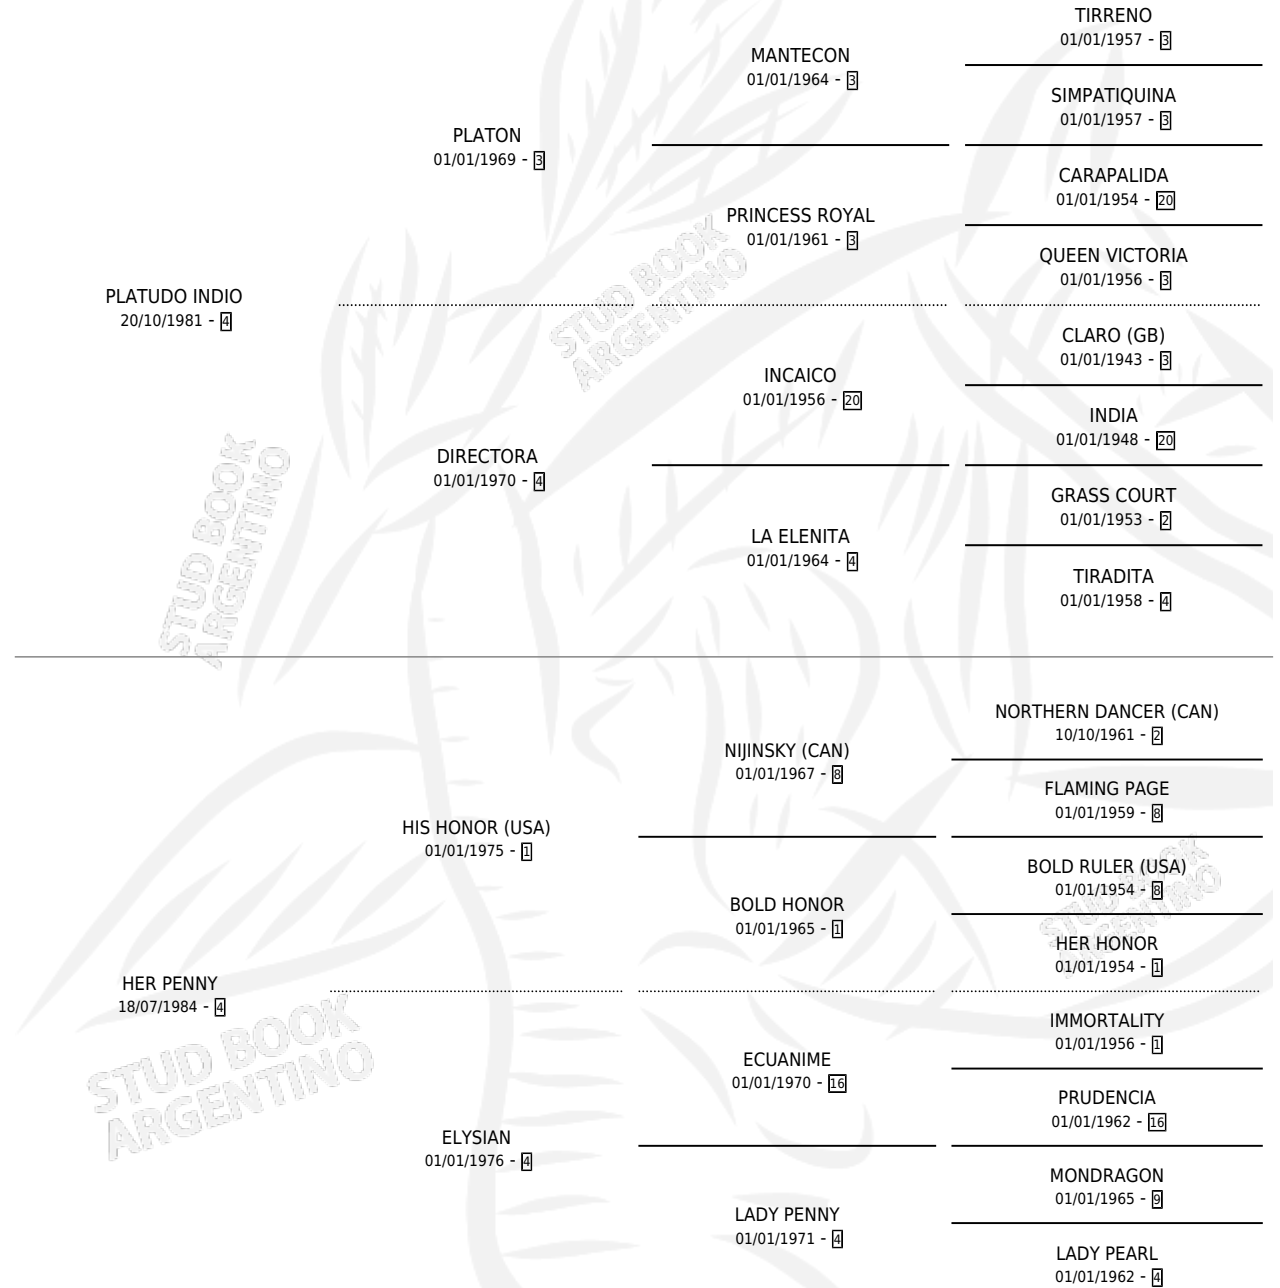 TIRRENO
01/01/1957 - 3
MANTECON
01/01/1964 - 3
SIMPATIQUINA
01/01/1957 - 3
PLATON
01/01/1969 - 3
CARAPALIDA
01/01/1954 - 20
PRINCESS ROYAL
01/01/1961 - 3
QUEEN VICTORIA
01/01/1956 - 3
PLATUDO INDIO
20/10/1981 - 4
STUD BOOK
ARGENTINO
CLARO (GB)
01/01/1943 - 3
INCAICO
01/01/1956 - 20
INDIA
01/01/1948 - 20
DIRECTORA
01/01/1970 - 4
GRASS COURT
01/01/1953 - 2
LA ELENITA
01/01/1964 - 4
TIRADITA
01/01/1958 - 4
STUD BOOK
ARGENTINO
NORTHERN DANCER (CAN)
10/10/1961 - 2
NIJINSKY (CAN)
01/01/1967 - 8
FLAMING PAGE
01/01/1959 - 8
HIS HONOR (USA)
01/01/1975 - 1
BOLD RULER (USA)
01/01/1954 - 8
STUD BOOK
ARGENTINO
BOLD HONOR
01/01/1965 - 1
HER HONOR
01/01/1954 - 1
HER PENNY
18/07/1984 - 4
STUD BOOK
ARGENTINO
IMMORTALITY
01/01/1956 - 1
ECUANIME
01/01/1970 - 16
PRUDENCIA
01/01/1962 - 16
ELYSIAN
01/01/1976 - 4
MONDRAGON
01/01/1965 - 9
LADY PENNY
01/01/1971 - 4
LADY PEARL
01/01/1962 - 4